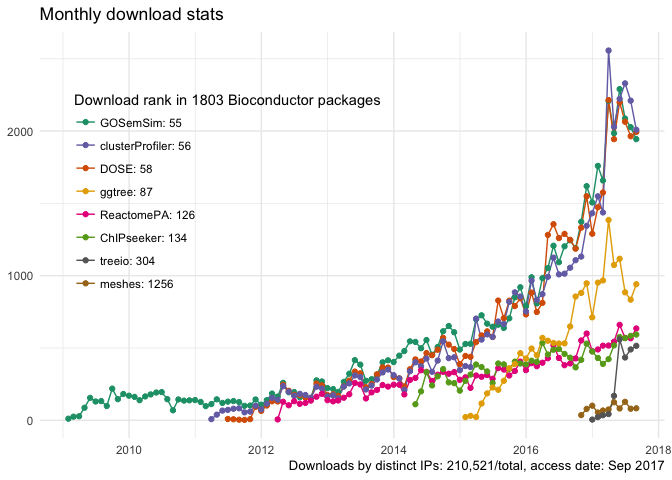 Monthly download stats
Download rank in 1803 Bioconductor packages
GOSemSim: 55
clusterProfiler: 56
DOSE: 58
ggtree: 87
ReactomePA: 126
ChIPseeker: 134
treeio: 304
meshes: 1256
2000
1000
0
2010 2012 2014 2016 2018
Downloads by distinct IPs: 210,521/total, access date: Sep 2017